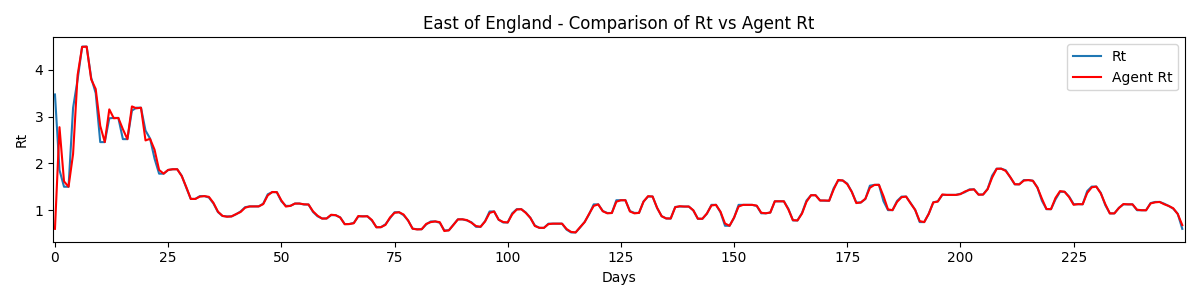 East of England - Comparison of Rt vs Agent Rt
Rt
Agent Rt
4
3
2
1
Rt
0
25
50
75
100
125
150
175
200
225
Days